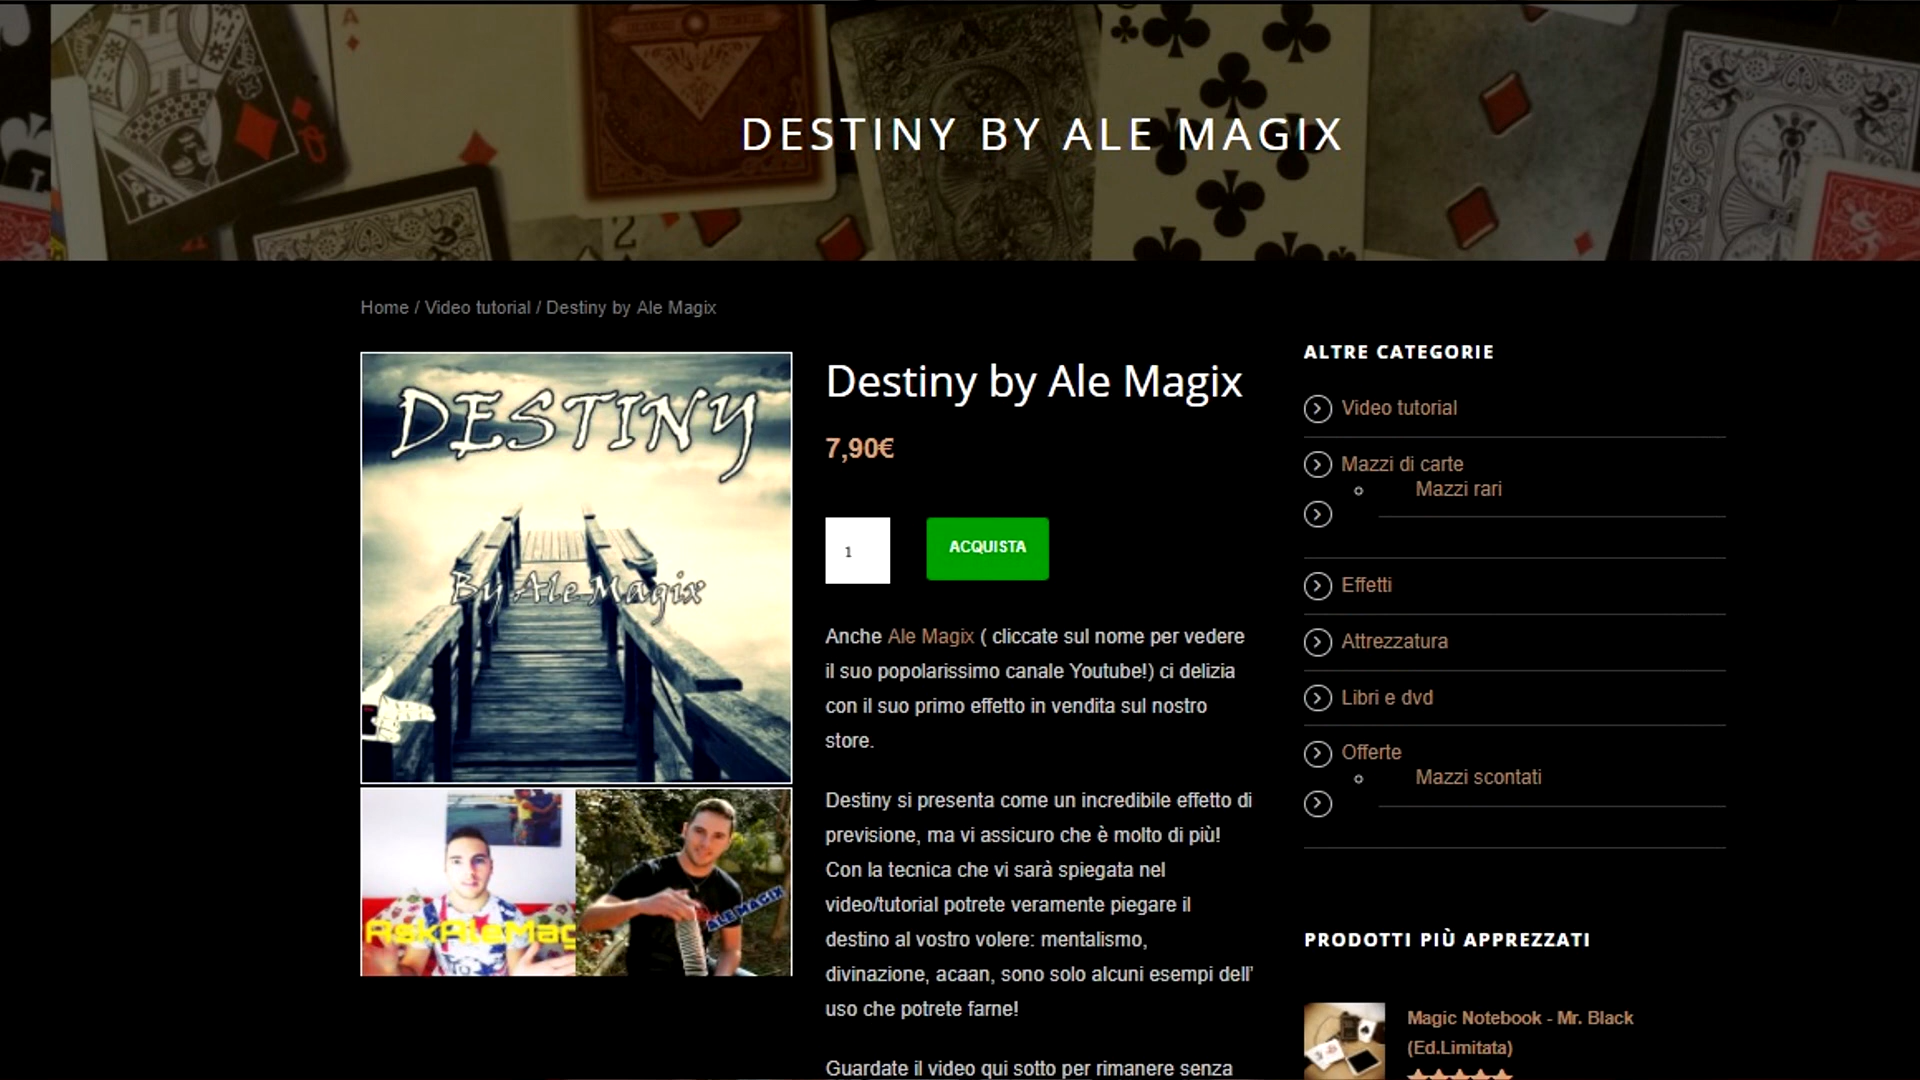 DESTINY BY ALE MAGIX
Home / Video tutorial / Destiny by Ale Magix
DESTINY
By Ale Magix
AskAleMag
ALE MAGIX
Destiny by Ale Magix
7,90€
1
ACQUISTA
Anche Ale Magix ( cliccate sul nome per vedere
il suo popolarissimo canale Youtube!) ci delizia
con il suo primo effetto in vendita sul nostro
store.
Destiny si presenta come un incredibile effetto di
previsione, ma vi assicuro che è molto di più!
Con la tecnica che vi sarà spiegata nel
video/tutorial potrete veramente piegare il
destino al vostro volere: mentalismo,
divinazione, acaan, sono solo alcuni esempi dell'
uso che potrete farne!
Guardate il video qui sotto per rimanere senza
ALTRE CATEGORIE
Video tutorial
Mazzi di carte
Mazzi rari
Effetti
Attrezzatura
Libri e dvd
Offerte
Mazzi scontati
PRODOTTI PIÙ APPREZZATI
Magic Notebook - Mr. Black
(Ed.Limitata)